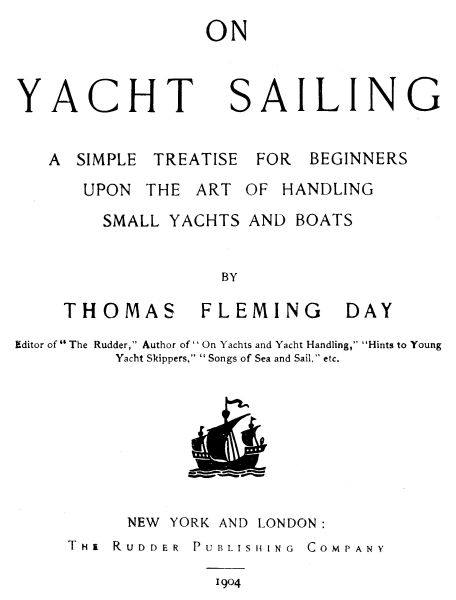 ON
YACHT SAILING
A SIMPLE TREATISE FOR BEGINNERS
UPON THE ART OF HANDLING
SMALL YACHTS AND BOATS
BY
THOMAS FLEMING DAY
Editor of "The Rudder," Author of "On Yachts and Yacht Handling," "Hints to Young
Yacht Skippers," "Songs of Sea and Sail," etc.
NEW YORK AND LONDON:
THE RUDDER PUBLISHING COMPANY
1904